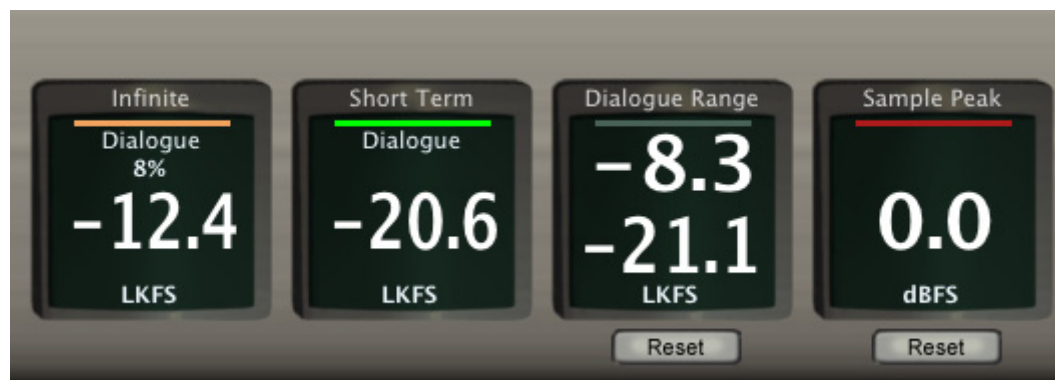 Infinite
Dialogue
8%
-12.4
LKFS
Short Term
Dialogue
-20.6
LKFS
Dialogue Range
-8.3
-21.1
LKFS
Reset
Sample Peak
0.0
dBFS
Reset